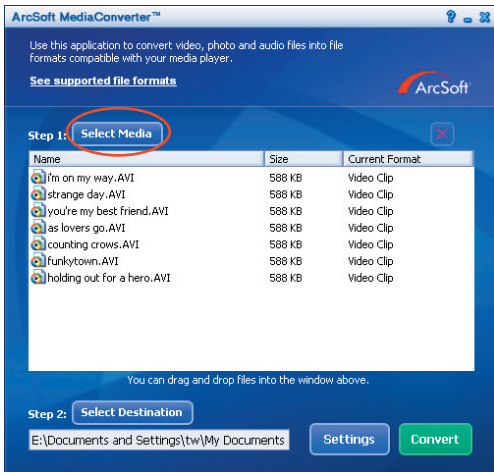 ArcSoft MediaConverter™
Use this application to convert video, photo and audio files into file
formats compatible with your media player.
See supported file formats
ArcSoft®
Step 1: Select Media
Name Size Current Format
i'm on my way.AVI 588 KB Video Clip
strange day.AVI 588 KB Video Clip
you're my best friend.AVI 588 KB Video Clip
as lovers go.AVI 588 KB Video Clip
counting crows.AVI 588 KB Video Clip
funkytown.AVI 588 KB Video Clip
holding out for a hero.AVI 588 KB Video Clip
You can drag and drop files into the window above.
Step 2: Select Destination
E:\Documents and Settings\tw\My Documents Settings Convert